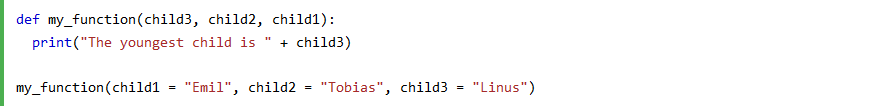 def my_function(child3, child2, child1):
  print("The youngest child is " + child3)

my_function(child1 = "Emil", child2 = "Tobias", child3 = "Linus")